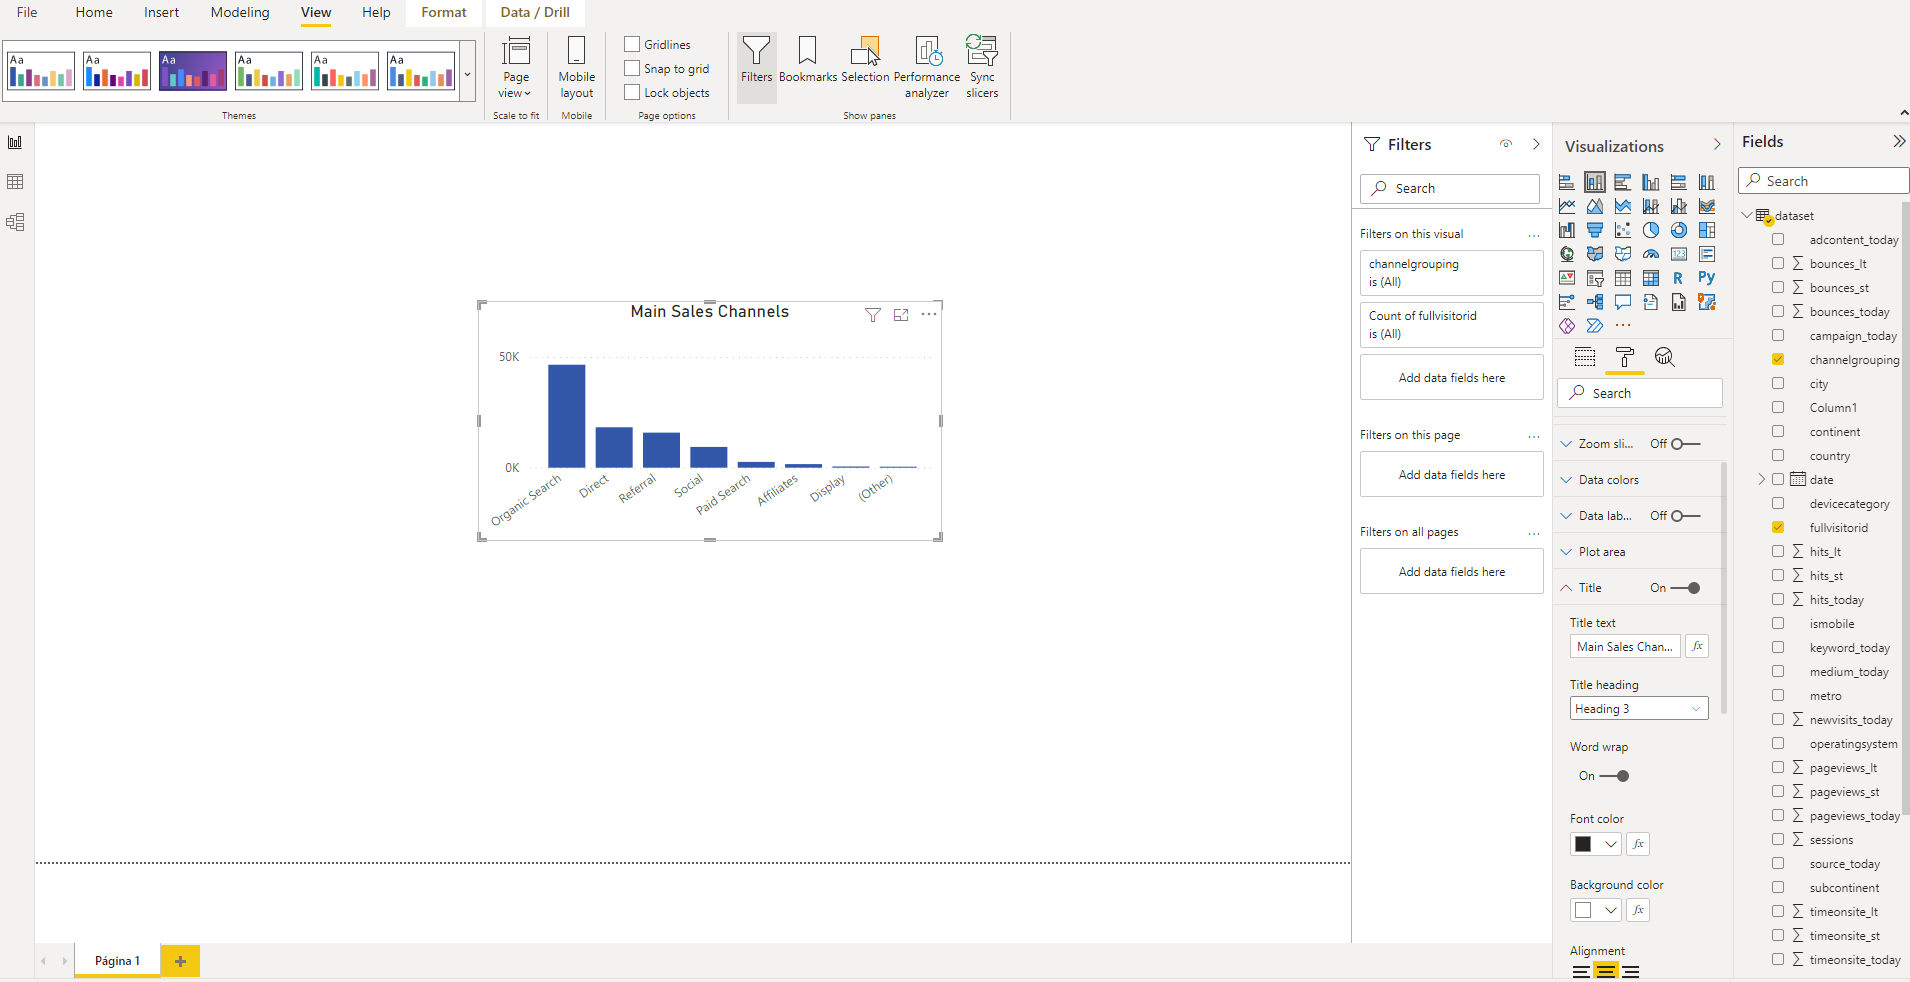 File Home Insert Modeling View Help Format Data / Drill
Aa Aa Aa Aa Aa Aa
Page view
Mobile layout
Gridlines
Snap to grid
Lock objects
Filters
Bookmarks
Selection
Performance analyzer
Sync slicers
Themes
Scale to fit
Mobile
Page options
Show panes
Main Sales Channels
50K
0K
Organic Search
Direct
Referral
Social
Paid Search
Affiliates
Display
(Other)
Página 1
Filters
Search
Filters on this visual
channelgrouping
is (All)
Count of fullvisitorid
is (All)
Add data fields here
Filters on this page
Add data fields here
Filters on all pages
Add data fields here
Visualizations
123
R
Py
Search
Zoom sli... Off
Data colors
Data lab... Off
Plot area
Title On
Title text
Main Sales Chan... fx
Title heading
Heading 3
Word wrap
On
Font color
fx
Background color
fx
Alignment
Fields
Search
dataset
adcontent_today
bounces_lt
bounces_st
bounces_today
campaign_today
channelgrouping
city
Column1
continent
country
date
devicecategory
fullvisitorid
hits_lt
hits_st
hits_today
ismobile
keyword_today
medium_today
metro
newvisits_today
operatingsystem
pageviews_lt
pageviews_st
pageviews_today
sessions
source_today
subcontinent
timeonsite_lt
timeonsite_st
timeonsite_today